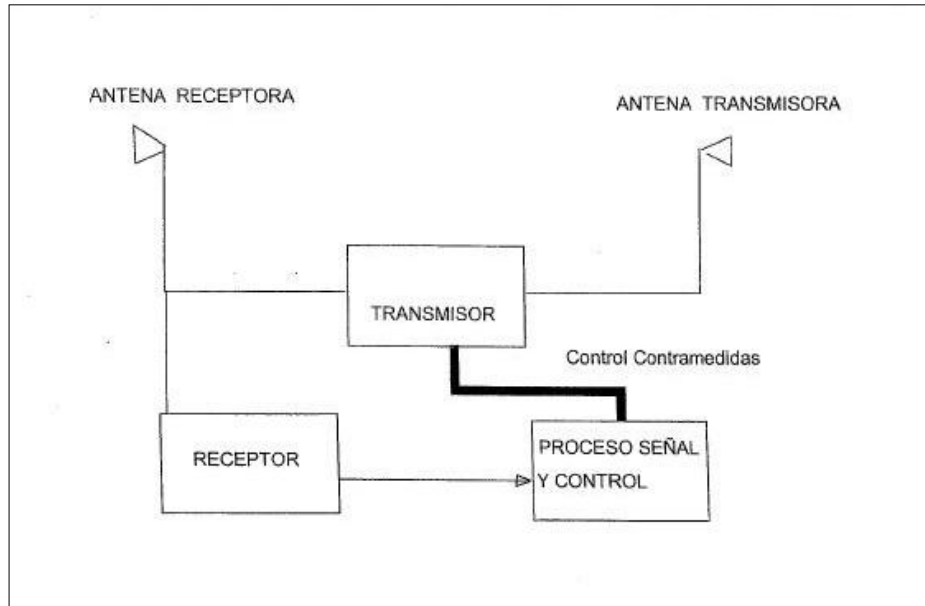 ANTENA RECEPTORA
ANTENA TRANSMISORA
TRANSMISOR
Control Contramedidas
RECEPTOR
PROCESO SEÑAL
Y CONTROL